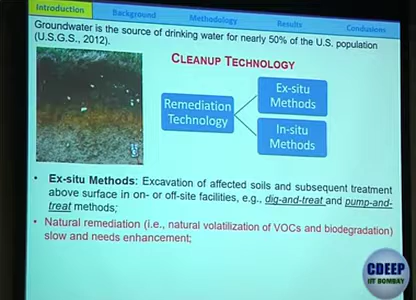 Introduction Background Methodology Results Conclusions
Groundwater is the source of drinking water for nearly 50% of the U.S. population
(U.S.G.S., 2012).
CLEANUP TECHNOLOGY
Remediation
Technology
Ex-situ
Methods
In-situ
Methods
• Ex-situ Methods: Excavation of affected soils and subsequent treatment
above surface in on- or off-site facilities, e.g., dig-and-treat and pump-and-
treat methods;
• Natural remediation (i.e., natural volatilization of VOCs and biodegradation)
slow and needs enhancement;
CDEEP
IIT BOMBAY